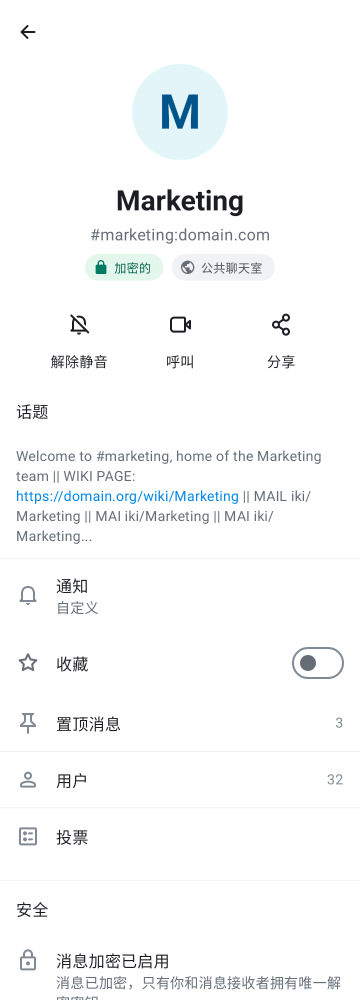 M
Marketing
#marketing:domain.com
加密的
公共聊天室
解除静音
呼叫
分享
话题
Welcome to #marketing, home of the Marketing
team || WIKI PAGE:
https://domain.org/wiki/Marketing || MAIL iki/
Marketing || MAI iki/Marketing || MAI iki/
Marketing...
通知
自定义
收藏
置顶消息
3
用户
32
投票
安全
消息加密已启用
消息已加密，只有你和消息接收者拥有唯一解